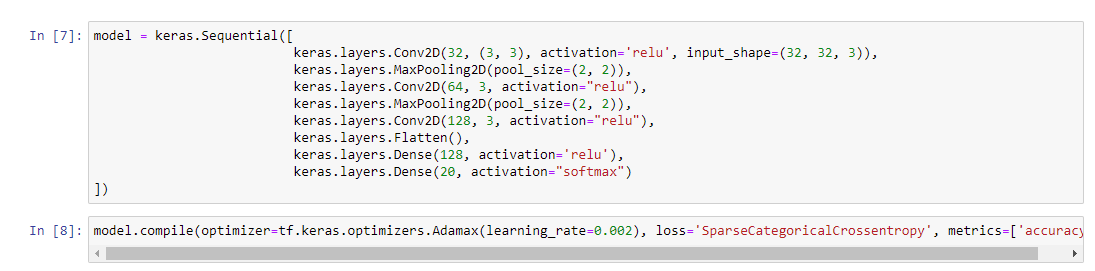 In [7]: model = keras.Sequential([
keras.layers.Conv2D(32, (3, 3), activation='relu', input_shape=(32, 32, 3)),
keras.layers.MaxPooling2D(pool_size=(2, 2)),
keras.layers.Conv2D(64, 3, activation="relu"),
keras.layers.MaxPooling2D(pool_size=(2, 2)),
keras.layers.Conv2D(128, 3, activation="relu"),
keras.layers.Flatten(),
keras.layers.Dense(128, activation='relu'),
keras.layers.Dense(20, activation="softmax")
])
In [8]: model.compile(optimizer=tf.keras.optimizers.Adamax(learning_rate=0.002), loss='SparseCategoricalCrossentropy', metrics=['accuracy